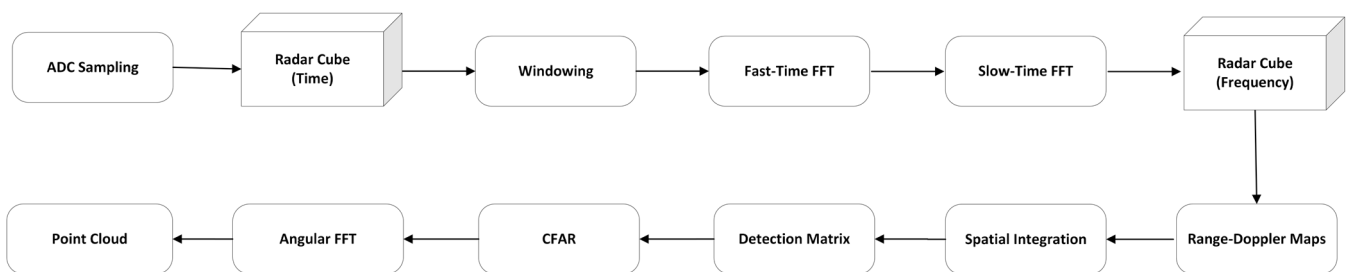 ADC Sampling
Radar Cube
(Time)
Windowing
Fast-Time FFT
Slow-Time FFT
Radar Cube
(Frequency)
Point Cloud
Angular FFT
CFAR
Detection Matrix
Spatial Integration
Range-Doppler Maps